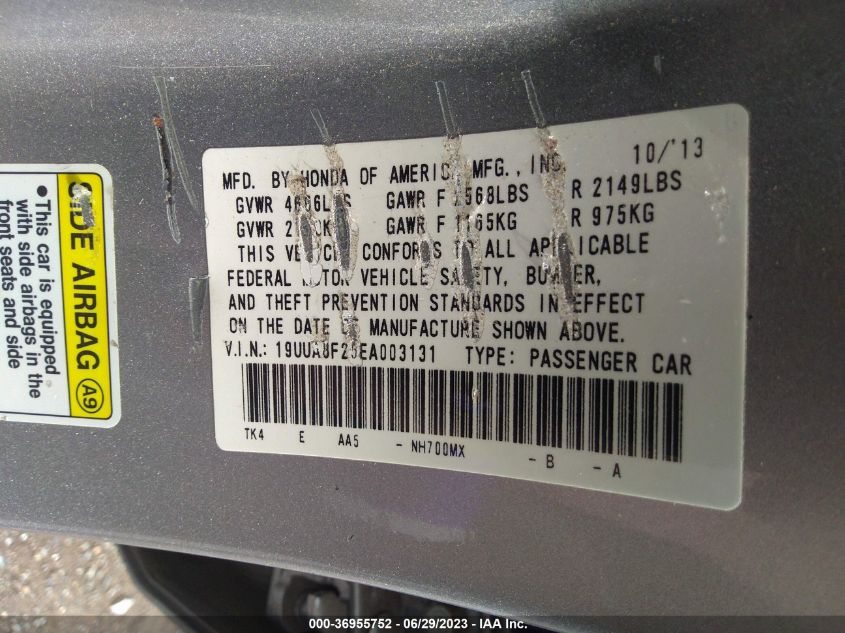 SIDE AIRBAG A9
•This car is equipped
with side airbags in the
front seats and side
10/'13
MFD. BY HONDA OF AMERICA MFG., INC.
GVWR GAWR F R 2149LBS
GVWR GAWR F R 975KG
THIS VEHICLE CONFORMS TO ALL APPLICABLE
FEDERAL MOTOR VEHICLE SAFETY, BUMPER,
AND THEFT PREVENTION STANDARDS IN EFFECT
ON THE DATE OF MANUFACTURE SHOWN ABOVE.
V.I.N.: TYPE: PASSENGER CAR
TK4 E AA5 - NH700MX - B - A
000-36955752 - 06/29/2023 - IAA Inc.